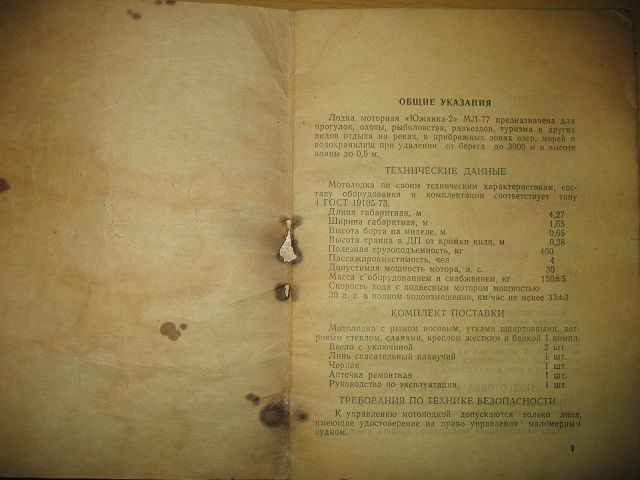 ОБЩИЕ УКАЗАНИЯ
Лодка моторная «Южанка-2» МЛ-77 предназначена для
прогулок, охоты, рыболовства, разъездов, туризма и других
видов отдыха на реках, в прибрежных зонах озер, морей и
водохранилищ при удалении от берега до 3000 м и высоте
волны до 0,5 м.
ТЕХНИЧЕСКИЕ ДАННЫЕ
Мотолодка по своим техническим характеристикам, сос-
таву оборудования и комплектации соответствует типу
4 ГОСТ 19105-73.
Длина габаритная, м 4,27
Ширина габаритная, м 1,65
Высота борта на миделе, м 0,65
Высота транца в ДП от кромки киля, м 0,38
Полезная грузоподъемность, кг 400
Пассажировместимость, чел 4
Допустимая мощность мотора, л. с. 30
Масса с оборудованием и снабжением, кг 150±5
Скорость хода с подвесным мотором мощностью
30 л. с. в полном водоизмещении, км/час не менее 33±3
КОМПЛЕКТ ПОСТАВКИ
Мотолодка с рымом носовым, утками швартовными, вет-
ровым стеклом, сланями, креслом жестким и банкой 1 компл.
Весло с уключиной 2 шт.
Линь спасательный плавучий 1 шт.
Черпак 1 шт.
Аптечка ремонтная 1 шт.
Руководство по эксплуатации 1 шт.
ТРЕБОВАНИЯ ПО ТЕХНИКЕ БЕЗОПАСНОСТИ
К управлению мотолодкой допускаются только лица,
имеющие удостоверение на право управления маломерным
судном.
1